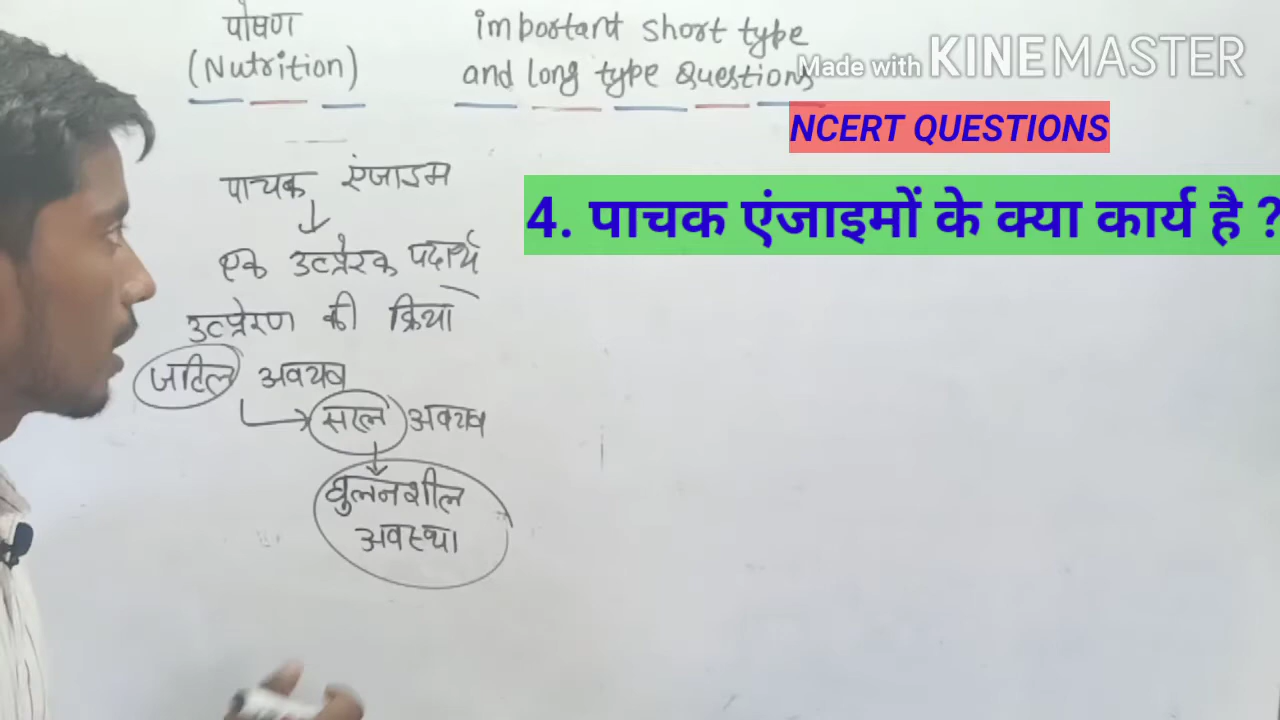 पोषण
(Nutrition)
important short type
and long type Questions
Made with KINEMASTER
NCERT QUESTIONS
4. पाचक एंजाइमों के क्या कार्य है ?
पाचक एंजाइम
↓
एक उत्प्रेरक पदार्थ
उत्प्रेरण की क्रिया
जटिल अवयव
→ सरल अवयव
↓
घुलनशील
अवस्था